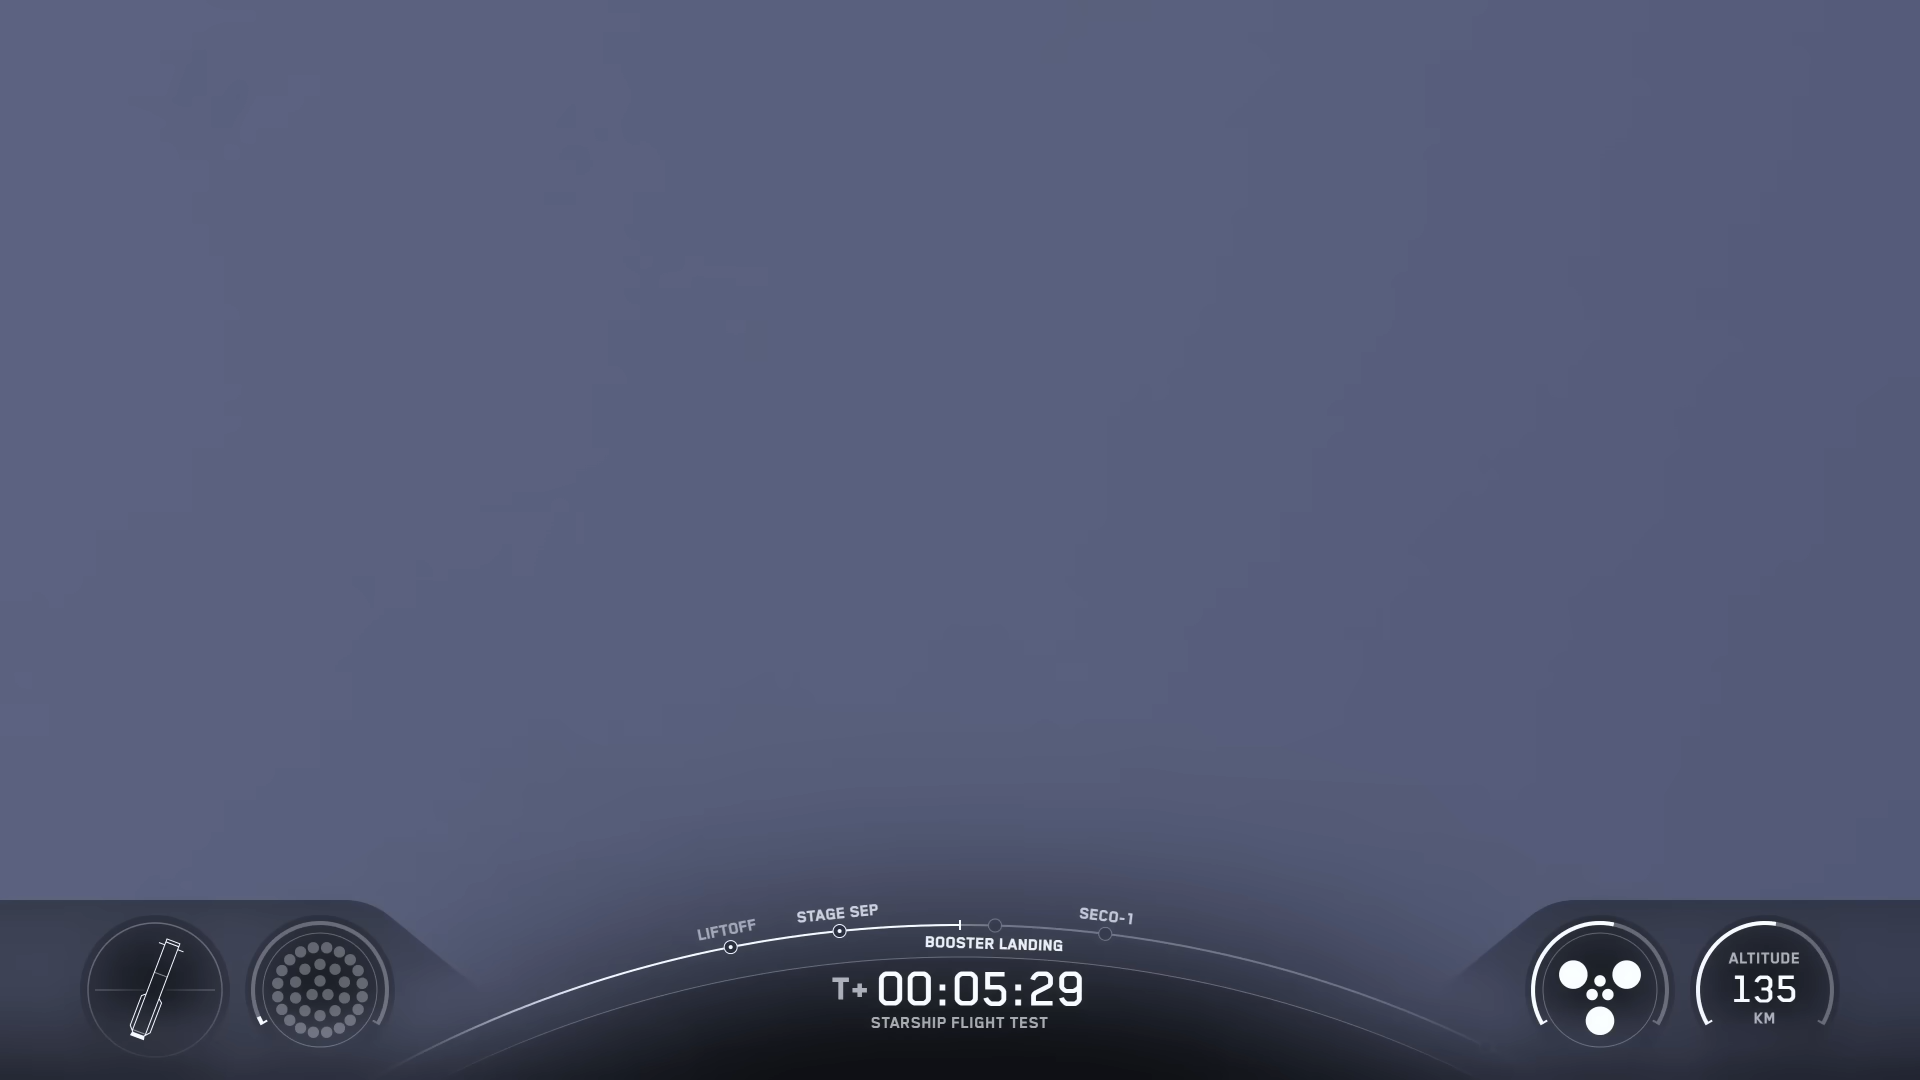 LIFTOFF
STAGE SEP
BOOSTER LANDING
SECO-1
T+ 00:05:29
STARSHIP FLIGHT TEST
ALTITUDE
135
KM